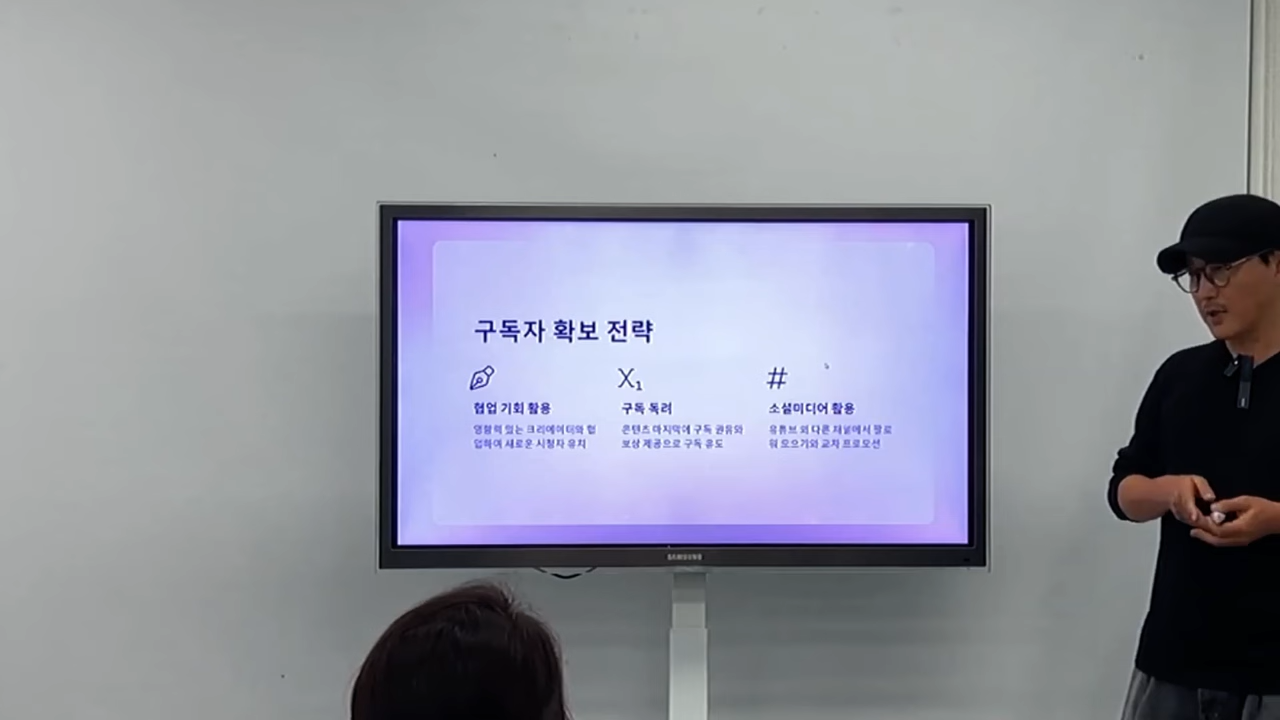 구독자 확보 전략
X₁
#
협업 기회 활용
영향력 있는 크리에이터와 협
업하여 새로운 시청자 유치
구독 독려
콘텐츠 마지막에 구독 권유와
보상 제공으로 구독 유도
소셜미디어 활용
유튜브 외 다른 채널에서 팔로
워 모으기와 교차 프로모션
SAMSUNG